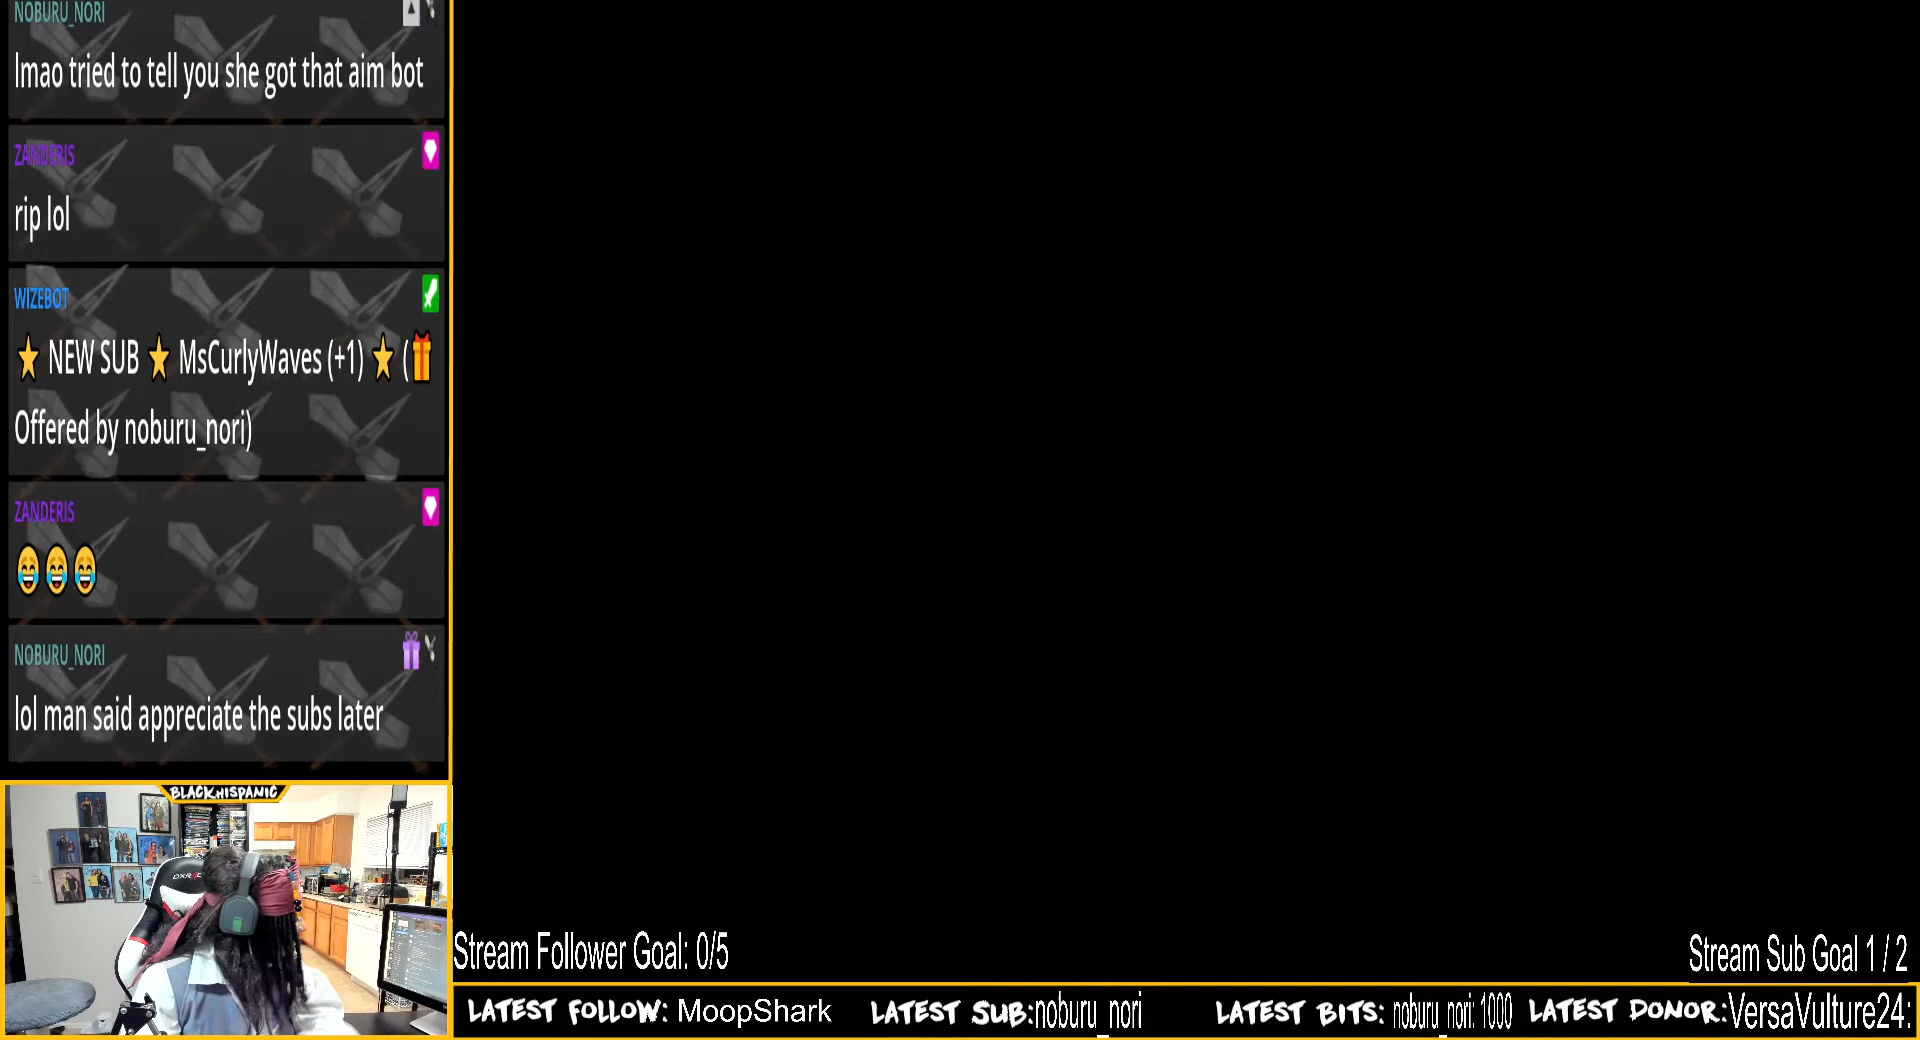 NOBURU_NORI
lmao tried to tell you she got that aim bot
ZANDERIS
rip lol
WIZEBOT
⭐ NEW SUB ⭐ MsCurlyWaves (+1) ⭐ (🎁
Offered by noburu_nori)
ZANDERIS
😂😂😂
NOBURU_NORI
lol man said appreciate the subs later
BLACKHISPANIC
Stream Follower Goal: 0/5
Stream Sub Goal 1 / 2
LATEST FOLLOW: MoopShark
LATEST SUB:noburu_nori
LATEST BITS: noburu_nori: 1000
LATEST DONOR:VersaVulture24: